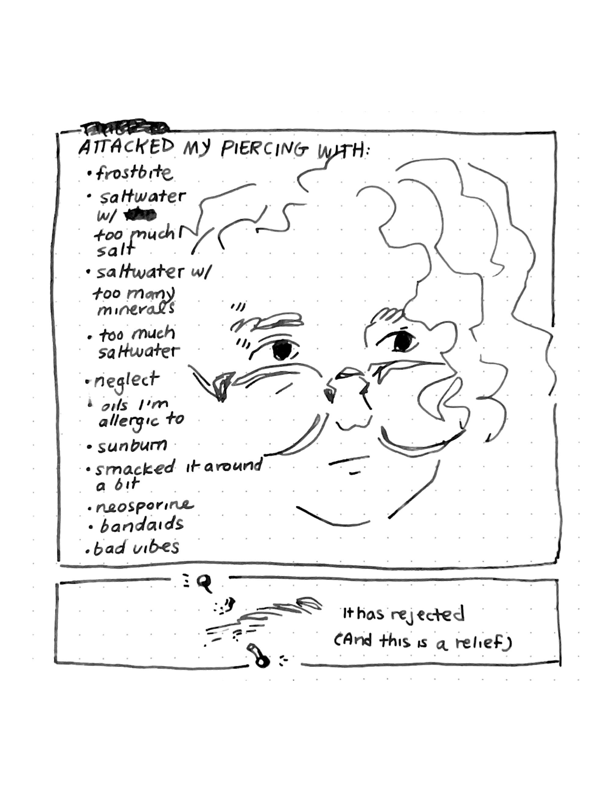 ATTACKED MY PIERCING WITH:
• frostbite
• saltwater
w/
too much
salt
• saltwater w/
too many
minerals
• too much
saltwater
• neglect
• oils I'm
allergic to
• sunburn
• smacked it around
a bit
• neosporine
• bandaids
• bad vibes
It has rejected
(And this is a relief)